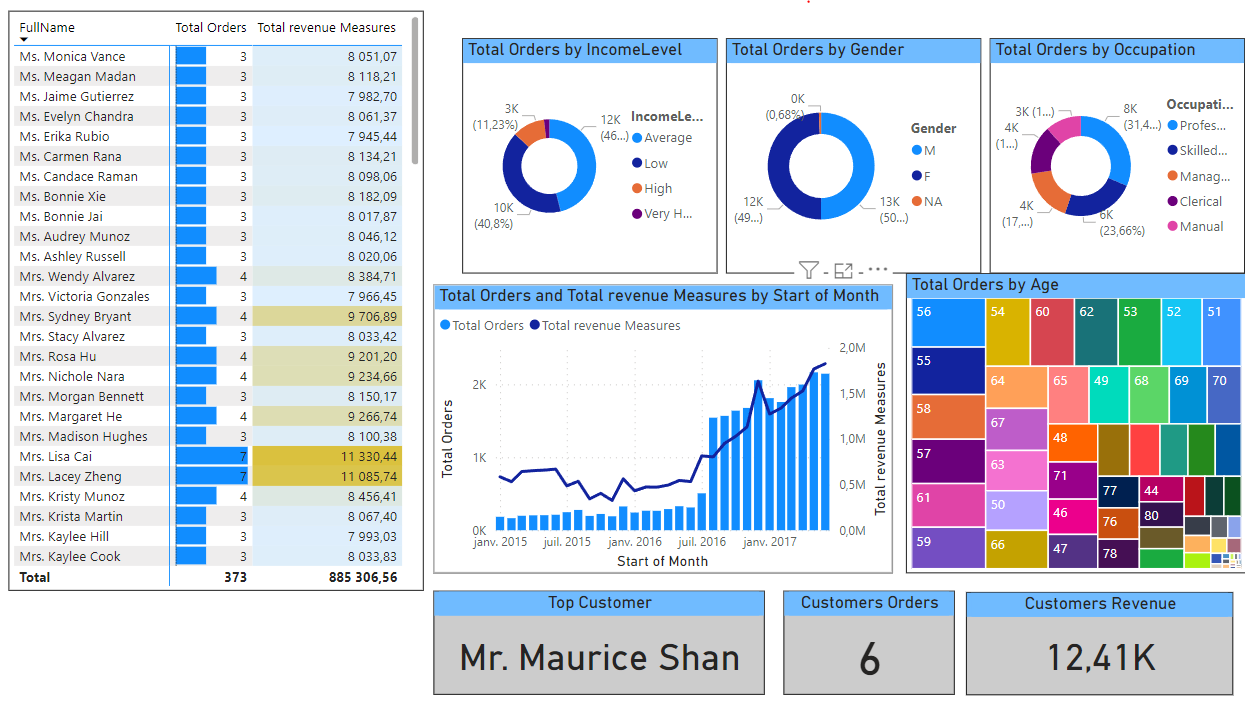 FullName Total Orders Total revenue Measures
Ms. Monica Vance 3 8 051,07
Ms. Meagan Madan 3 8 118,21
Ms. Jaime Gutierrez 3 7 982,70
Ms. Evelyn Chandra 3 8 061,37
Ms. Erika Rubio 3 7 945,44
Ms. Carmen Rana 3 8 134,21
Ms. Candace Raman 3 8 098,06
Ms. Bonnie Xie 3 8 182,09
Ms. Bonnie Jai 3 8 017,87
Ms. Audrey Munoz 3 8 046,12
Ms. Ashley Russell 3 8 020,06
Mrs. Wendy Alvarez 4 8 384,71
Mrs. Victoria Gonzales 3 7 966,45
Mrs. Sydney Bryant 4 9 706,89
Mrs. Stacy Alvarez 3 8 033,42
Mrs. Rosa Hu 4 9 201,20
Mrs. Nichole Nara 4 9 234,66
Mrs. Morgan Bennett 3 8 150,17
Mrs. Margaret He 4 9 266,74
Mrs. Madison Hughes 3 8 100,38
Mrs. Lisa Cai 7 11 330,44
Mrs. Lacey Zheng 7 11 085,74
Mrs. Kristy Munoz 4 8 456,41
Mrs. Krista Martin 3 8 067,40
Mrs. Kaylee Hill 3 7 993,03
Mrs. Kaylee Cook 3 8 033,83
Total 373 885 306,56
Total Orders by IncomeLevel
3K
(11,23%)
12K
(46...)
10K
(40,8%)
IncomeLe...
Average
Low
High
Very H...
Total Orders by Gender
0K
(0,68%)
12K
(49...)
13K
(50...)
Gender
M
F
NA
Total Orders by Occupation
3K (1...)
8K
(31,4...)
4K
(1...)
4K
(17,...)
6K
(23,66%)
Occupati...
Profes...
Skilled...
Manag...
Clerical
Manual
Total Orders and Total revenue Measures by Start of Month
Total Orders Total revenue Measures
Total Orders
2K
1K
0K
2,0M
1,5M
1,0M
0,5M
0,0M
Total revenue Measures
janv. 2015 juil. 2015 janv. 2016 juil. 2016 janv. 2017
Start of Month
Total Orders by Age
56 54 60 62 53 52 51
55
64 65 49 68 69 70
58
67
48
57
63
71
77 44
61
50
46
80
76
59
66
47
78
Top Customer
Mr. Maurice Shan
Customers Orders
6
Customers Revenue
12,41K